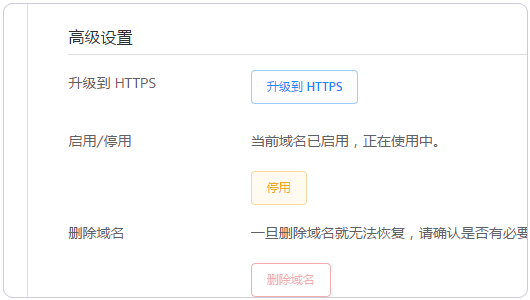 高级设置
升级到 HTTPS
升级到 HTTPS
启用/停用
当前域名已启用，正在使用中。
停用
删除域名
一旦删除域名就无法恢复，请确认是否有必要
删除域名